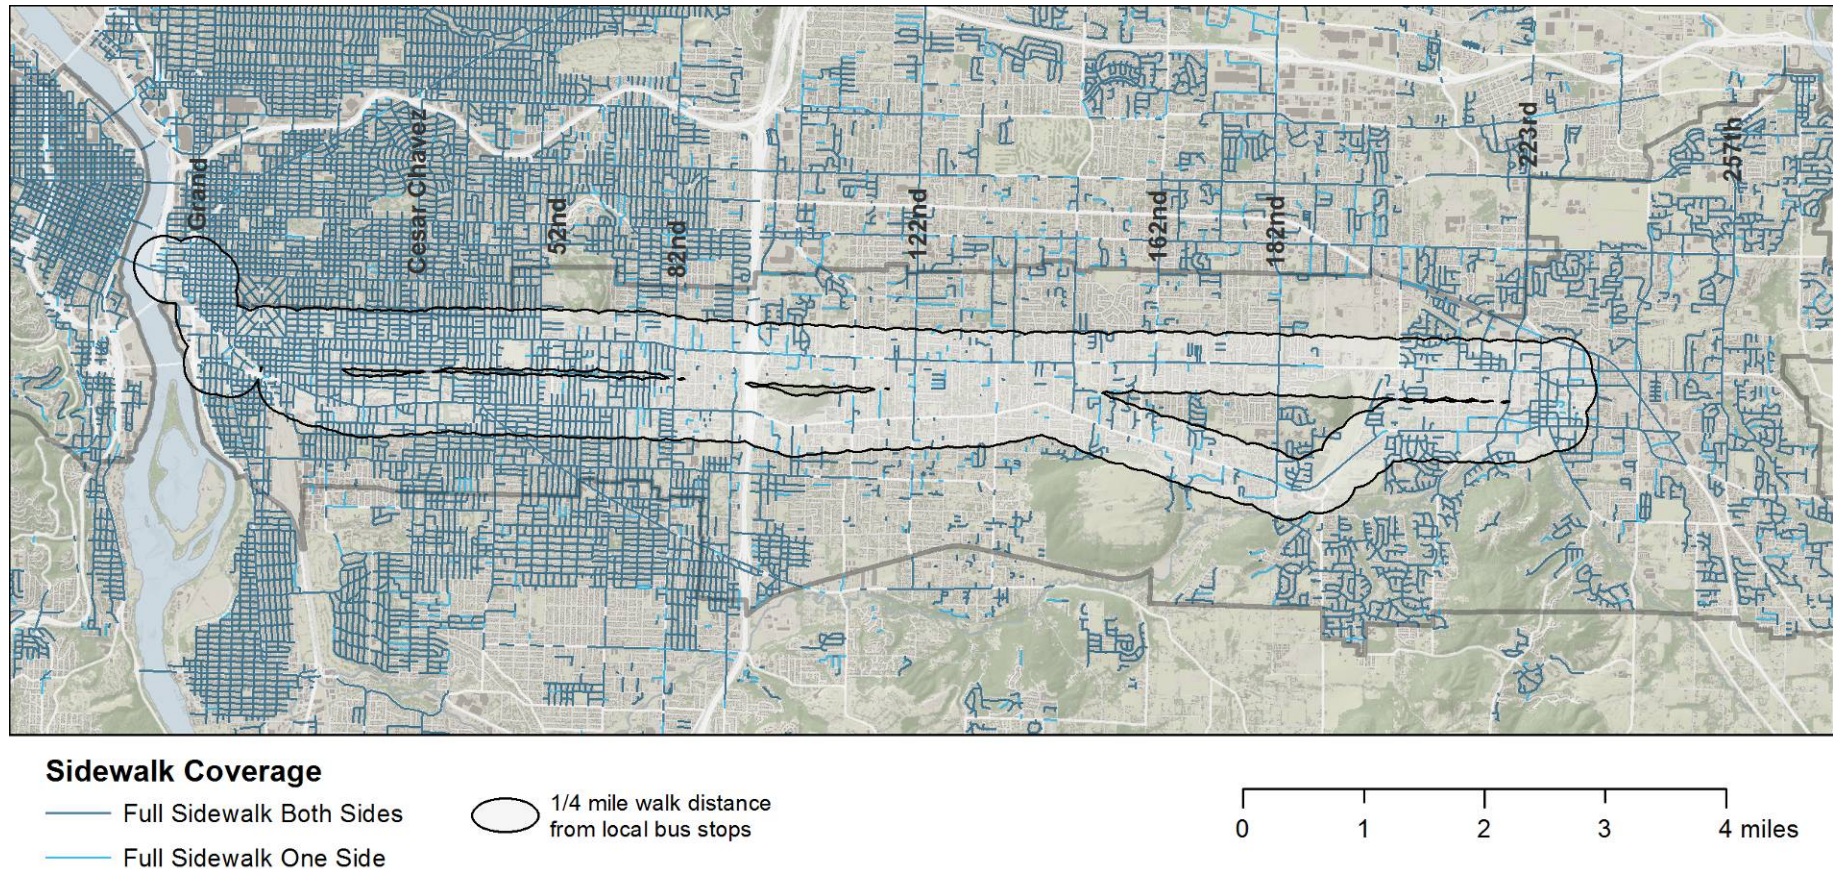 Grand
Cesar Chavez
52nd
82nd
122nd
162nd
182nd
223rd
257th
Sidewalk Coverage
Full Sidewalk Both Sides
Full Sidewalk One Side
1/4 mile walk distance
from local bus stops
0 1 2 3 4 miles